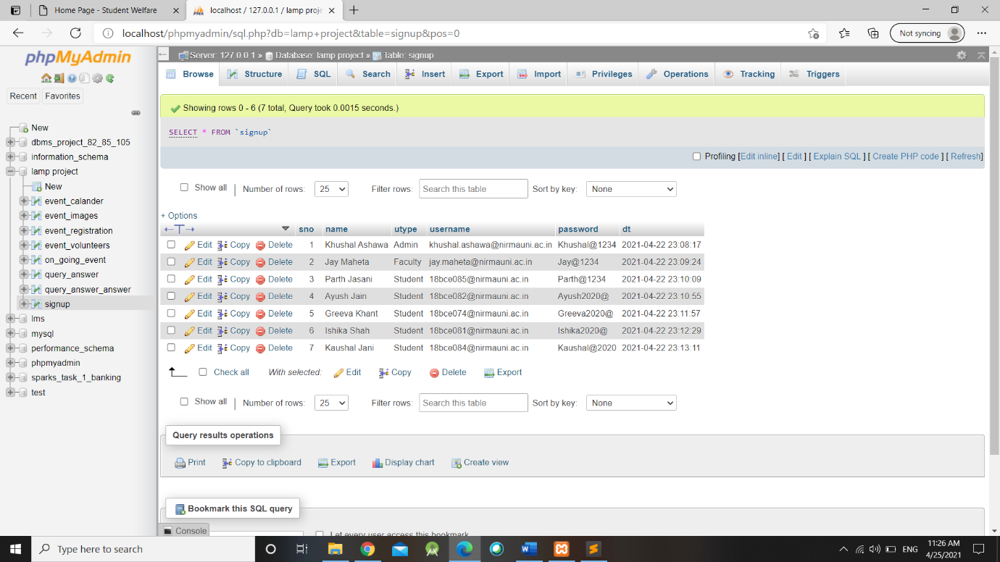 Home Page - Student Welfare
localhost / 127.0.0.1 / lamp proje
localhost/phpmyadmin/sql.php?db=lamp+project&table=signup&pos=0
Not syncing
phpMyAdmin
Recent Favorites
New
dbms_project_82_85_105
information_schema
lamp project
New
event_calander
event_images
event_registration
event_volunteers
on_going_event
query_answer
query_answer_answer
signup
lms
mysql
performance_schema
phpmyadmin
sparks_task_1_banking
test
Server: 127.0.0.1 » Database: lamp project » Table: signup
Browse Structure SQL Search Insert Export Import Privileges Operations Tracking Triggers
Showing rows 0 - 6 (7 total, Query took 0.0015 seconds.)
SELECT * FROM `signup`
Profiling [Edit inline] [ Edit ] [ Explain SQL ] [ Create PHP code ] [ Refresh]
Show all | Number of rows: 25 Filter rows: Search this table Sort by key: None
+ Options
←T→ sno name utype username password dt
Edit Copy Delete 1 Khushal Ashawa Admin khushal.ashawa@nirmauni.ac.in Khushal@1234 2021-04-22 23:08:17
Edit Copy Delete 2 Jay Maheta Faculty jay.maheta@nirmauni.ac.in Jay@1234 2021-04-22 23:09:24
Edit Copy Delete 3 Parth Jasani Student 18bce085@nirmauni.ac.in Parth@1234 2021-04-22 23:10:09
Edit Copy Delete 4 Ayush Jain Student 18bce082@nirmauni.ac.in Ayush2020@ 2021-04-22 23:10:55
Edit Copy Delete 5 Greeva Khant Student 18bce074@nirmauni.ac.in Greeva2020@ 2021-04-22 23:11:57
Edit Copy Delete 6 Ishika Shah Student 18bce081@nirmauni.ac.in Ishika2020@ 2021-04-22 23:12:29
Edit Copy Delete 7 Kaushal Jani Student 18bce084@nirmauni.ac.in Kaushal@2020 2021-04-22 23:13:11
Check all With selected: Edit Copy Delete Export
Show all | Number of rows: 25 Filter rows: Search this table Sort by key: None
Query results operations
Print Copy to clipboard Export Display chart Create view
Bookmark this SQL query
Console
Let every user access this bookmark
Type here to search
ENG
11:26 AM
4/25/2021